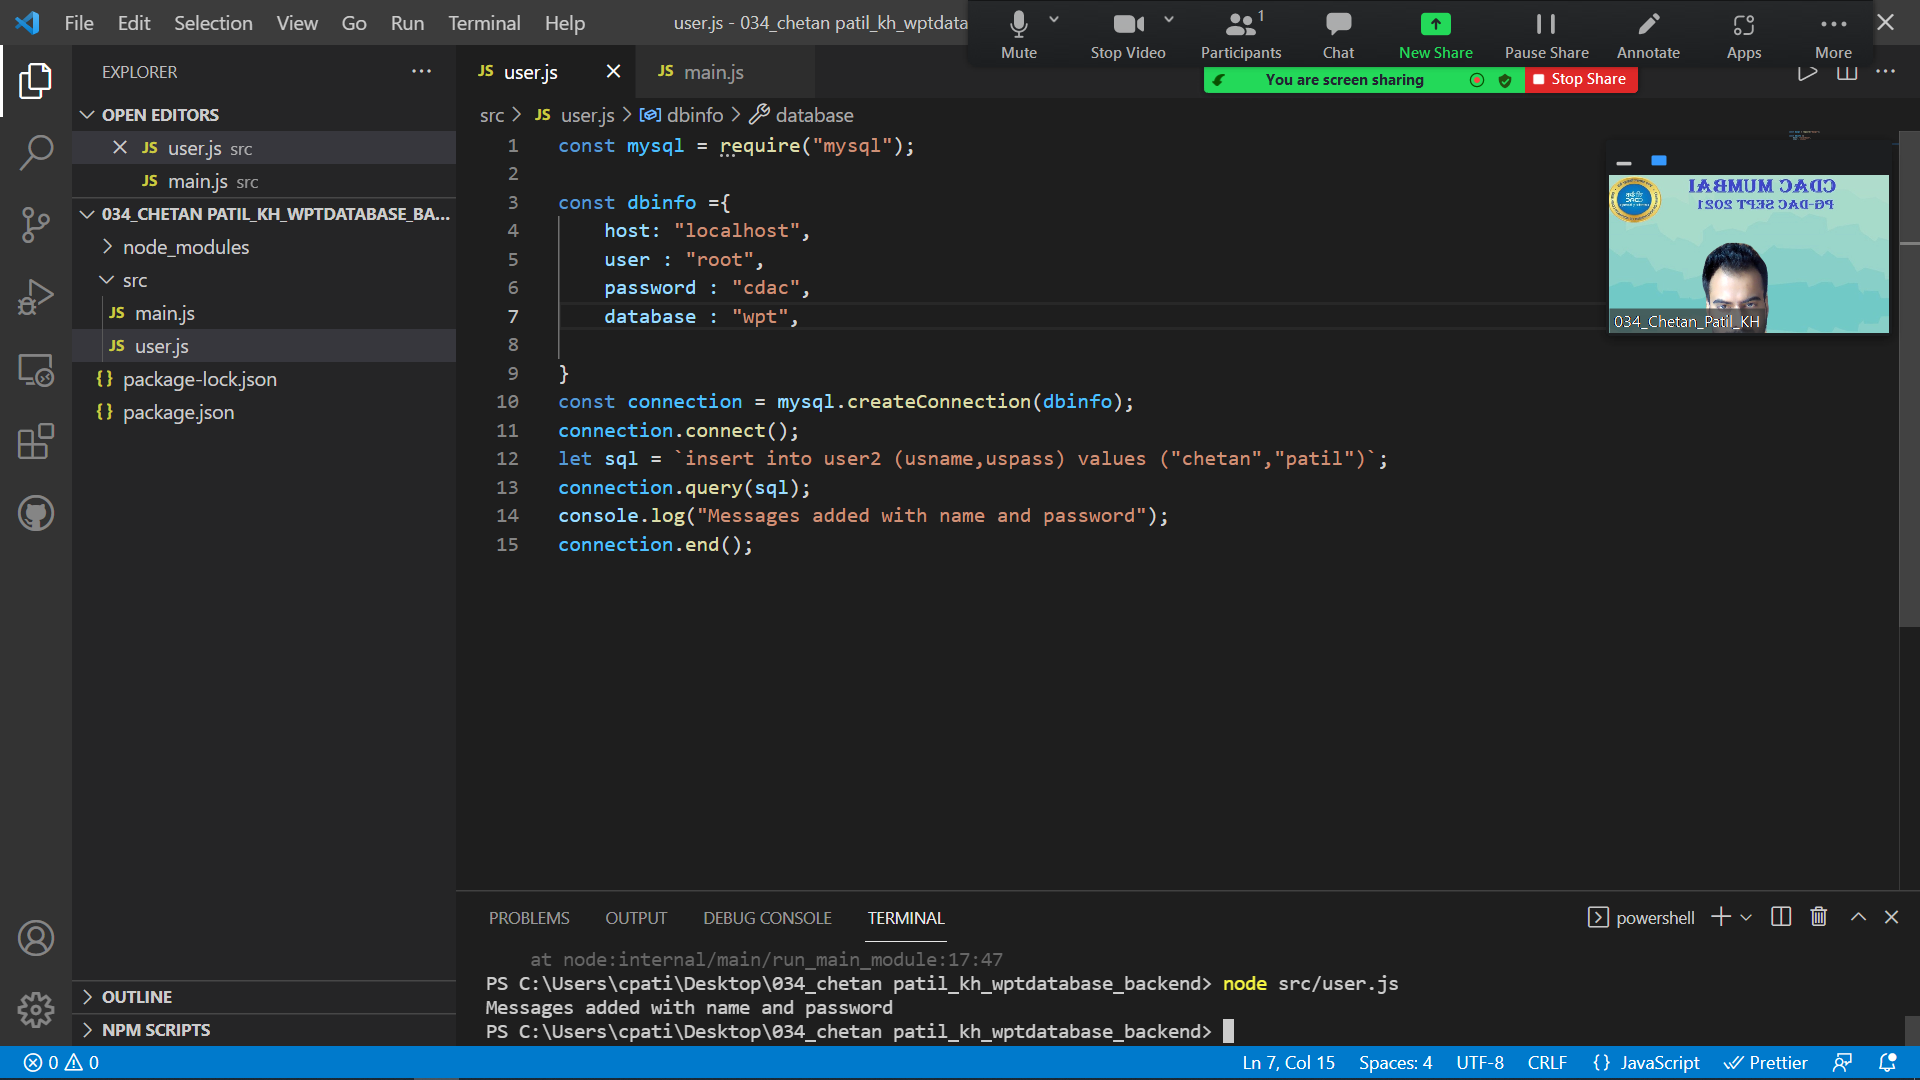 File Edit Selection View Go Run Terminal Help
user.js - 034_chetan patil_kh_wptdata
Mute Stop Video Participants 1 Chat New Share Pause Share Annotate Apps More
You are screen sharing Stop Share
EXPLORER
OPEN EDITORS
JS user.js src
JS main.js src
034_CHETAN PATIL_KH_WPTDATABASE_BA...
node_modules
src
JS main.js
JS user.js
{} package-lock.json
{} package.json
OUTLINE
NPM SCRIPTS
JS user.js JS main.js
src > JS user.js > dbinfo > database
1 const mysql = require("mysql");
2
3 const dbinfo ={
4 host: "localhost",
5 user : "root",
6 password : "cdac",
7 database : "wpt",
8
9 }
10 const connection = mysql.createConnection(dbinfo);
11 connection.connect();
12 let sql = `insert into user2 (usname,uspass) values ("chetan","patil")`;
13 connection.query(sql);
14 console.log("Messages added with name and password");
15 connection.end();
CDAC MUMBAI
PG-DAC SEPT 2021
034_Chetan_Patil_KH
PROBLEMS OUTPUT DEBUG CONSOLE TERMINAL powershell
at node:internal/main/run_main_module:17:47
PS C:\Users\cpati\Desktop\034_chetan patil_kh_wptdatabase_backend> node src/user.js
Messages added with name and password
PS C:\Users\cpati\Desktop\034_chetan patil_kh_wptdatabase_backend>
0 0 Ln 7, Col 15 Spaces: 4 UTF-8 CRLF {} JavaScript Prettier